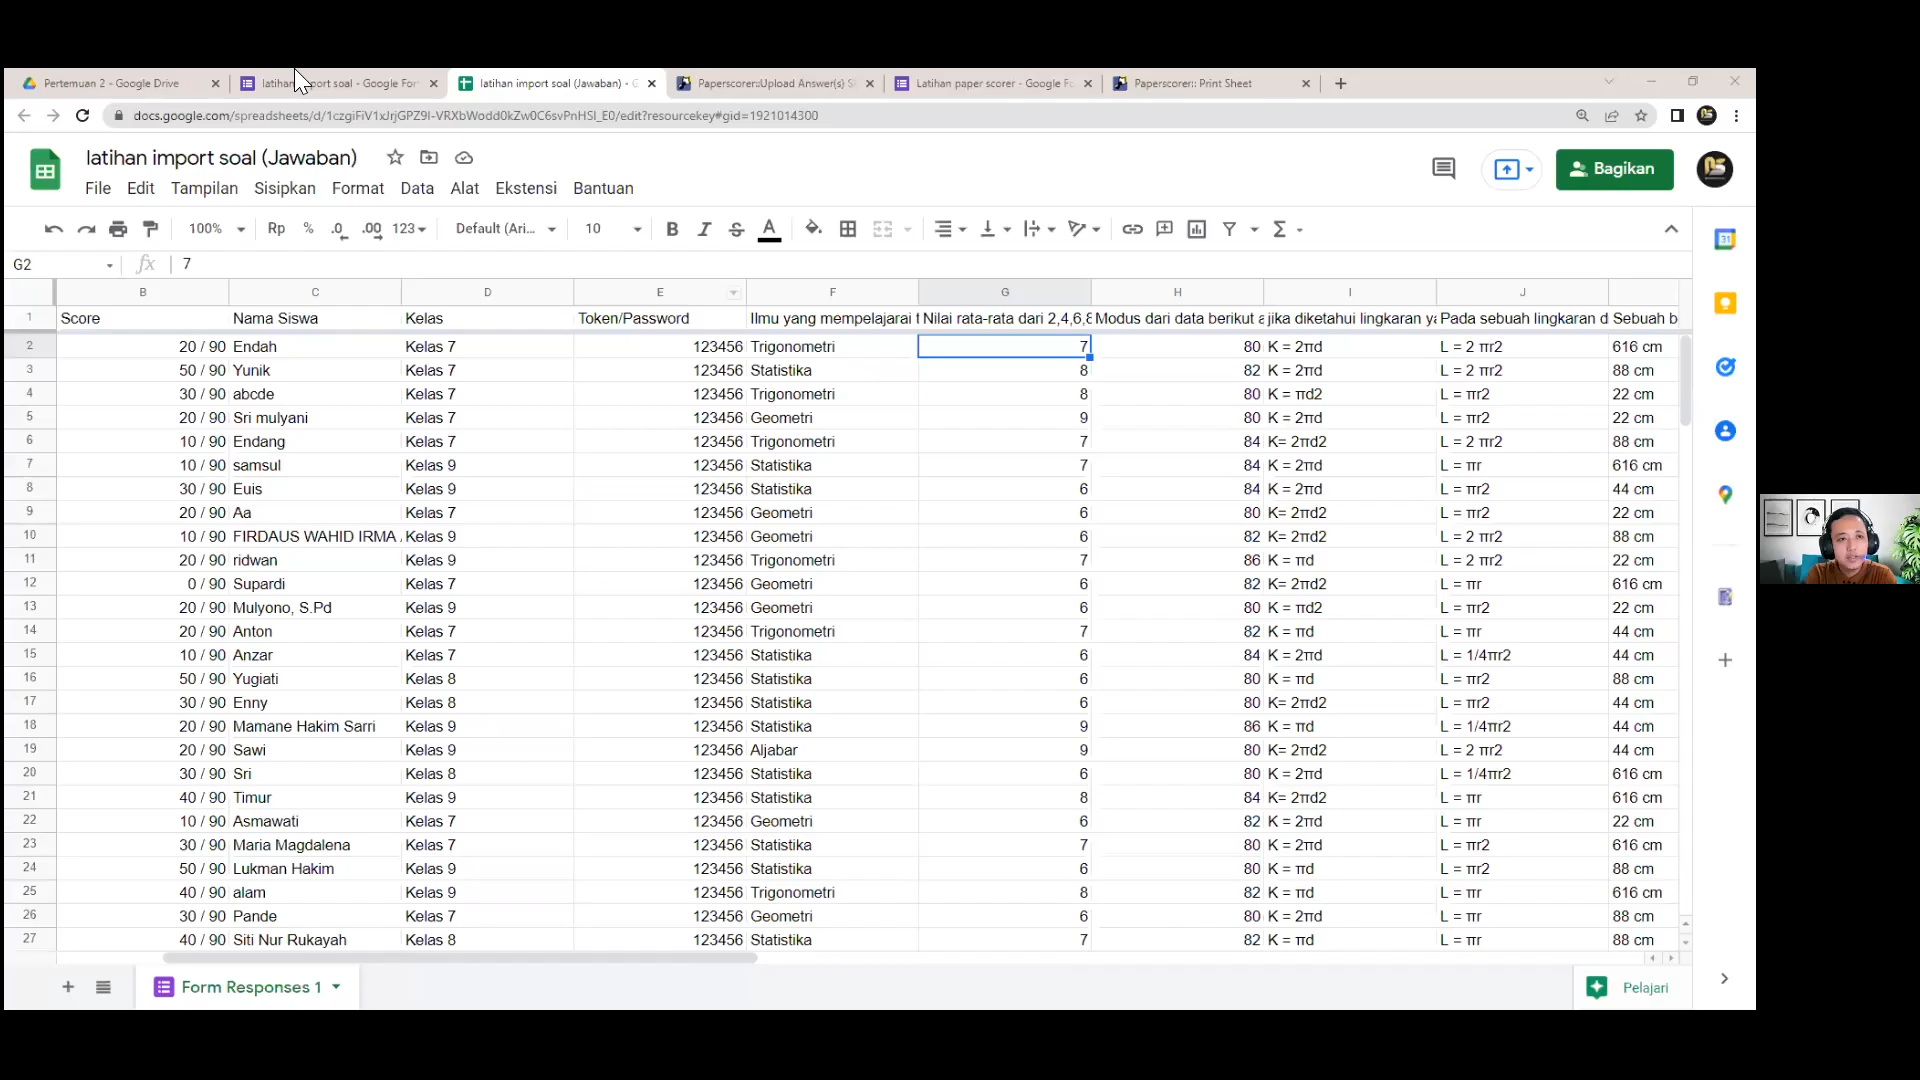 Pertemuan 2 - Google Drive
latihan import soal - Google For
latihan import soal (Jawaban) - G
Paperscorer::Upload Answer(s) S
Latihan paper scorer - Google Fo
Paperscorer:: Print Sheet
docs.google.com/spreadsheets/d/1czgiFiV1xJrjGPZ9I-VRXbWodd0kZw0C6svPnHSl_E0/edit?resourcekey#gid=1921014300
latihan import soal (Jawaban)
File Edit Tampilan Sisipkan Format Data Alat Ekstensi Bantuan
Bagikan
100% Rp % .0 .00 123 Default (Ari... 10 B I S A Σ
G2 fx 7
B C D E F G H I J
1 Score Nama Siswa Kelas Token/Password Ilmu yang mempelajarai t Nilai rata-rata dari 2,4,6,8 Modus dari data berikut a jika diketahui lingkaran ya Pada sebuah lingkaran d Sebuah b
2 20 / 90 Endah Kelas 7 123456 Trigonometri 7 80 K = 2πd L = 2 πr2 616 cm
3 50 / 90 Yunik Kelas 7 123456 Statistika 8 82 K = 2πd L = 2 πr2 88 cm
4 30 / 90 abcde Kelas 7 123456 Trigonometri 8 80 K = πd2 L = πr2 22 cm
5 20 / 90 Sri mulyani Kelas 7 123456 Geometri 9 80 K = 2πd L = πr2 22 cm
6 10 / 90 Endang Kelas 7 123456 Trigonometri 7 84 K= 2πd2 L = 2 πr2 88 cm
7 10 / 90 samsul Kelas 9 123456 Statistika 7 84 K = 2πd L = πr 616 cm
8 30 / 90 Euis Kelas 9 123456 Statistika 6 84 K = 2πd L = πr2 44 cm
9 20 / 90 Aa Kelas 7 123456 Geometri 6 80 K= 2πd2 L = πr2 22 cm
10 10 / 90 FIRDAUS WAHID IRMA Kelas 9 123456 Geometri 6 82 K= 2πd2 L = 2 πr2 88 cm
11 20 / 90 ridwan Kelas 9 123456 Trigonometri 7 86 K = πd L = 2 πr2 22 cm
12 0 / 90 Supardi Kelas 7 123456 Geometri 6 82 K= 2πd2 L = πr 616 cm
13 20 / 90 Mulyono, S.Pd Kelas 9 123456 Geometri 6 80 K = πd2 L = πr2 22 cm
14 20 / 90 Anton Kelas 7 123456 Trigonometri 7 82 K = πd L = πr 44 cm
15 10 / 90 Anzar Kelas 7 123456 Statistika 6 84 K = 2πd L = 1/4πr2 44 cm
16 50 / 90 Yugiati Kelas 8 123456 Statistika 6 80 K = πd L = πr2 88 cm
17 30 / 90 Enny Kelas 8 123456 Statistika 6 80 K= 2πd2 L = πr2 44 cm
18 20 / 90 Mamane Hakim Sarri Kelas 9 123456 Statistika 9 86 K = πd L = 1/4πr2 44 cm
19 20 / 90 Sawi Kelas 9 123456 Aljabar 9 80 K= 2πd2 L = 2 πr2 44 cm
20 30 / 90 Sri Kelas 8 123456 Statistika 6 80 K = 2πd L = 1/4πr2 616 cm
21 40 / 90 Timur Kelas 9 123456 Statistika 8 84 K= 2πd2 L = πr 616 cm
22 10 / 90 Asmawati Kelas 7 123456 Geometri 6 82 K = 2πd L = πr 22 cm
23 30 / 90 Maria Magdalena Kelas 7 123456 Statistika 7 80 K = 2πd L = πr2 616 cm
24 50 / 90 Lukman Hakim Kelas 9 123456 Statistika 6 80 K = πd L = πr2 88 cm
25 40 / 90 alam Kelas 9 123456 Trigonometri 8 82 K = πd L = πr 616 cm
26 30 / 90 Pande Kelas 7 123456 Geometri 6 80 K = 2πd L = πr 88 cm
27 40 / 90 Siti Nur Rukayah Kelas 8 123456 Statistika 7 82 K = πd L = πr 88 cm
Form Responses 1
Pelajari